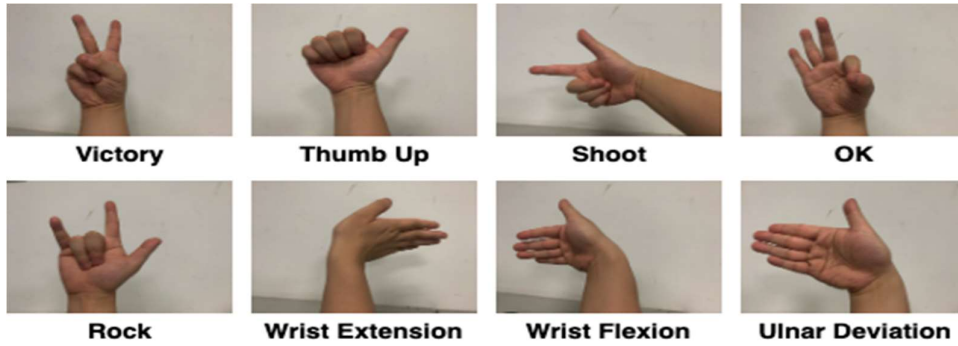 Victory
Thumb Up
Shoot
OK
Rock
Wrist Extension
Wrist Flexion
Ulnar Deviation